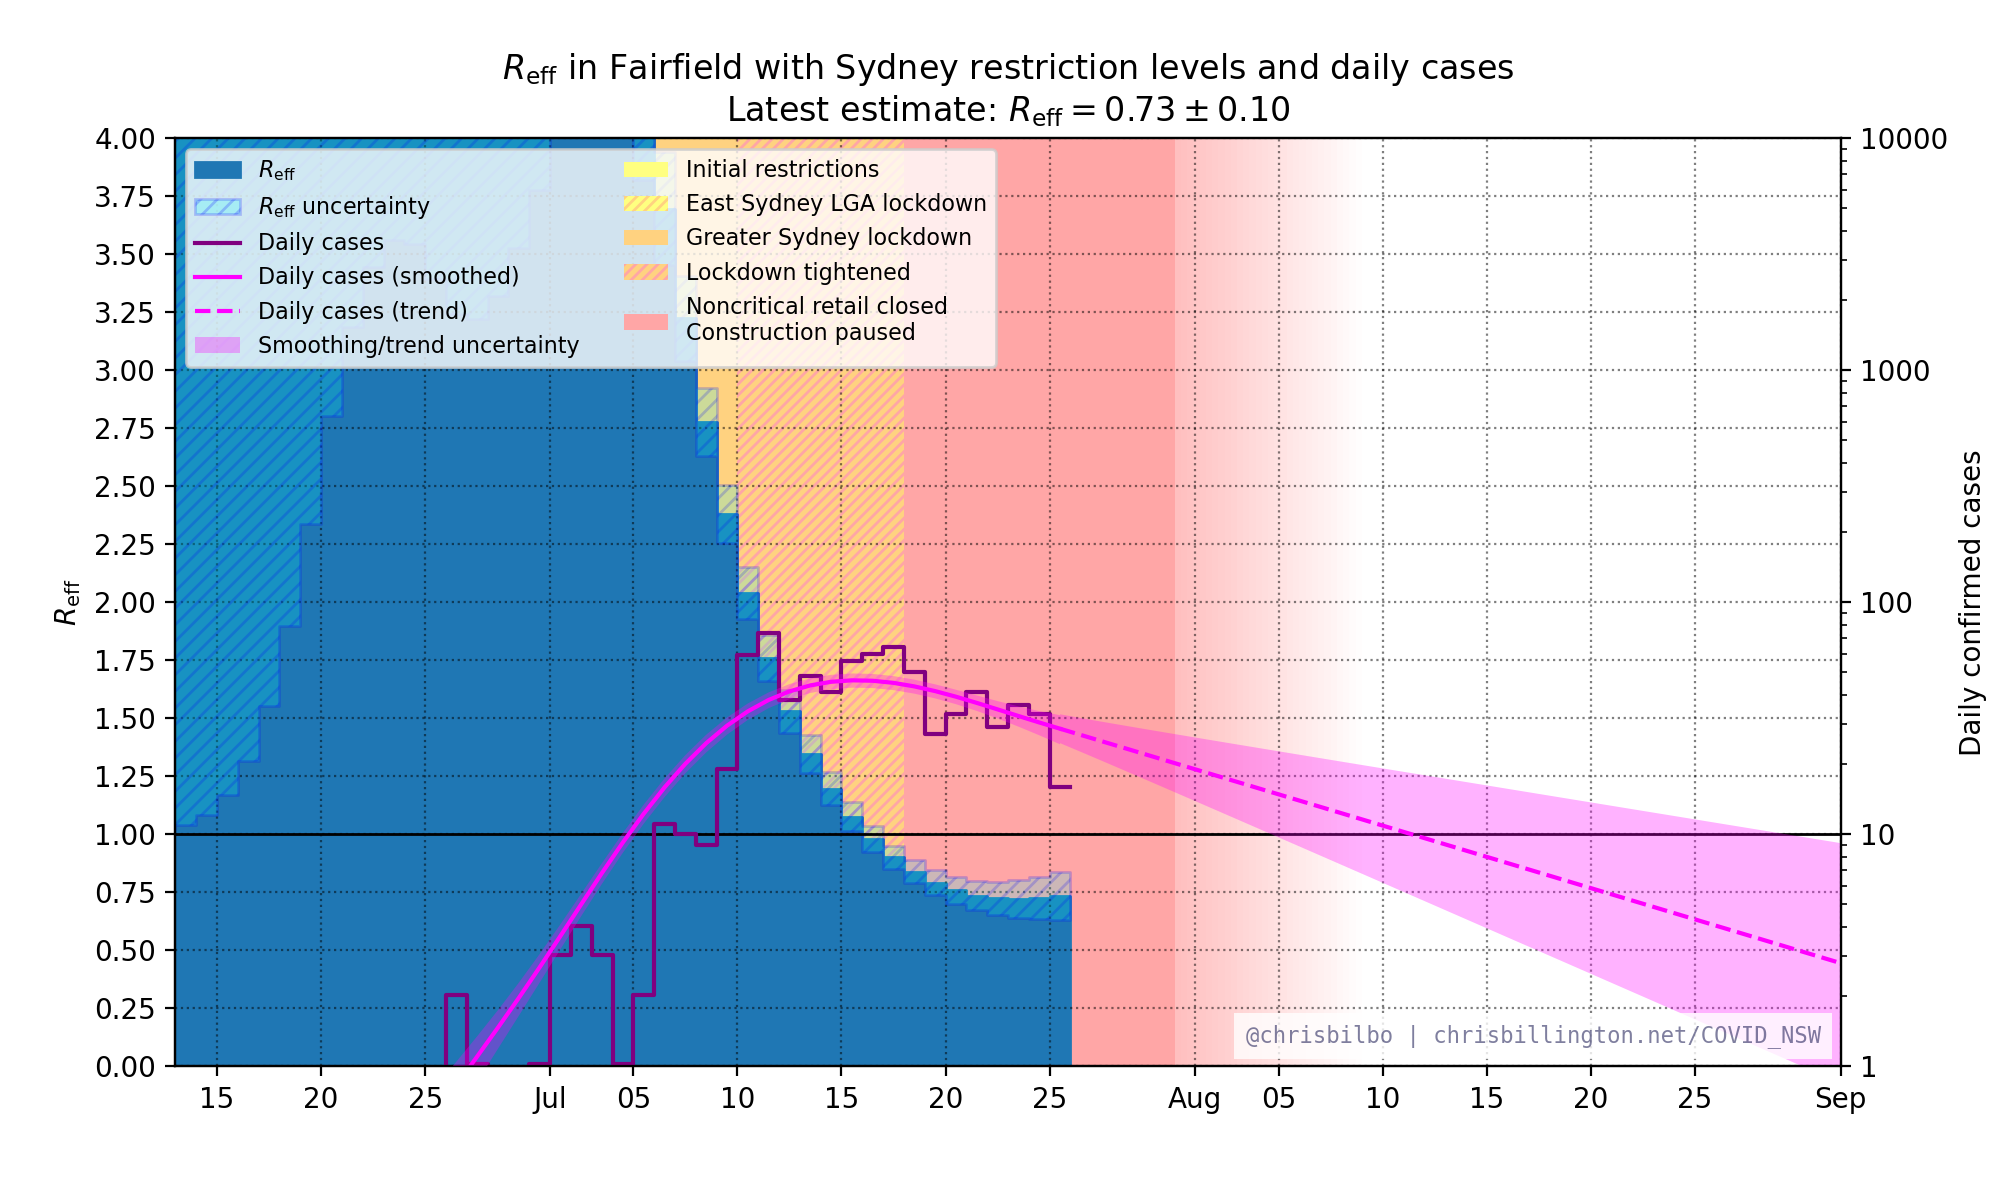 Reff in Fairfield with Sydney restriction levels and daily cases
Latest estimate: Reff = 0.73 ± 0.10
Reff
Reff uncertainty
Daily cases
Daily cases (smoothed)
Daily cases (trend)
Smoothing/trend uncertainty
Initial restrictions
East Sydney LGA lockdown
Greater Sydney lockdown
Lockdown tightened
Noncritical retail closed
Construction paused
4.00
3.75
3.50
3.25
3.00
2.75
2.50
2.25
2.00
1.75
1.50
1.25
1.00
0.75
0.50
0.25
0.00
Reff
10000
1000
100
10
1
Daily confirmed cases
@chrisbilbo | chrisbillington.net/COVID_NSW
15 20 25 Jul 05 10 15 20 25 Aug 05 10 15 20 25 Sep